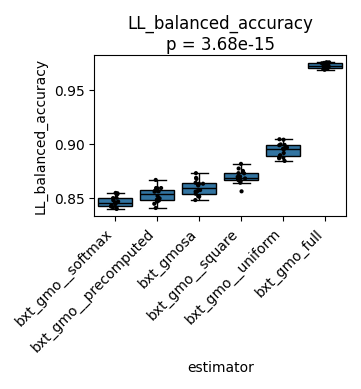 LL_balanced_accuracy
p = 3.68e-15
LL_balanced_accuracy
0.95
0.90
0.85
bxt_gmo__softmax
bxt_gmo__precomputed
bxt_gmosa
bxt_gmo__square
bxt_gmo__uniform
bxt_gmo_full
estimator